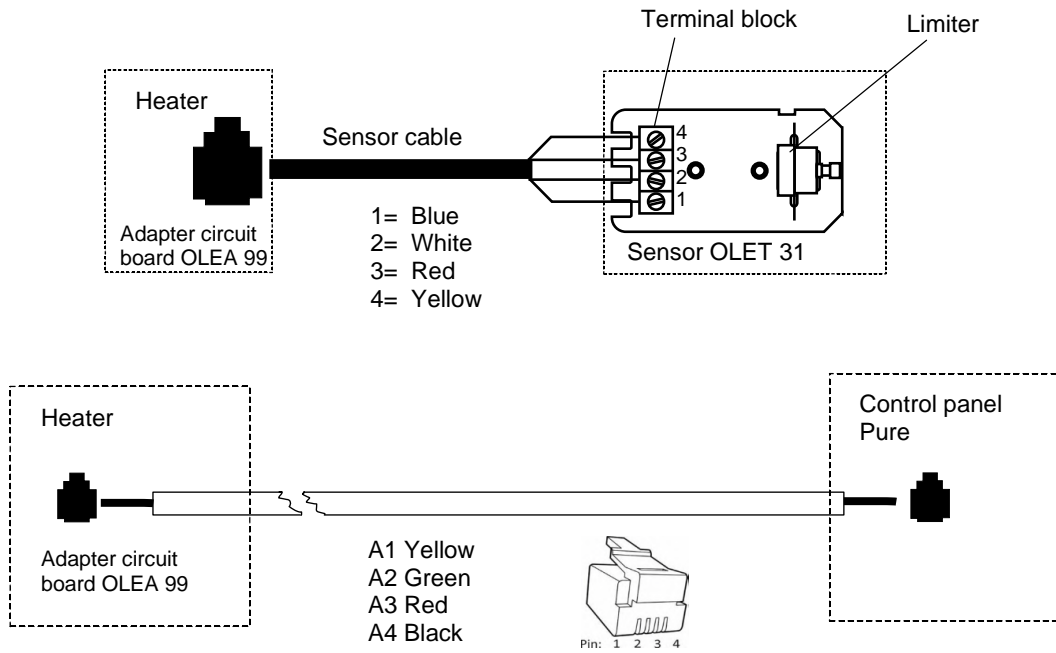 Terminal block
Limiter
Heater
Sensor cable
4
3
2
1
1= Blue
2= White
3= Red
4= Yellow
Adapter circuit
board OLEA 99
Sensor OLET 31
Heater
Control panel
Pure
Adapter circuit
board OLEA 99
A1 Yellow
A2 Green
A3 Red
A4 Black
Pin: 1 2 3 4